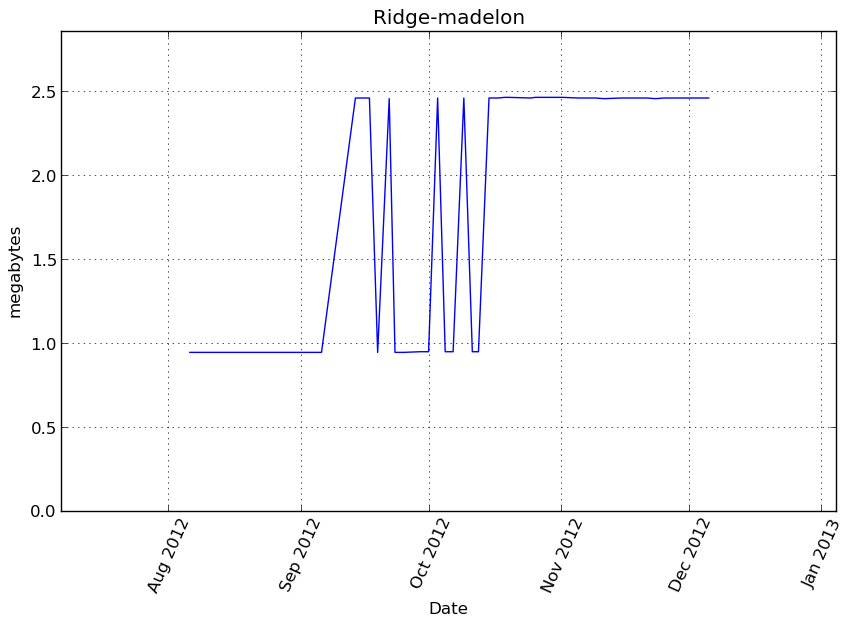 Ridge-madelon
2.5
2.0
1.5
1.0
0.5
0.0
megabytes
Aug 2012
Sep 2012
Oct 2012
Nov 2012
Dec 2012
Jan 2013
Date